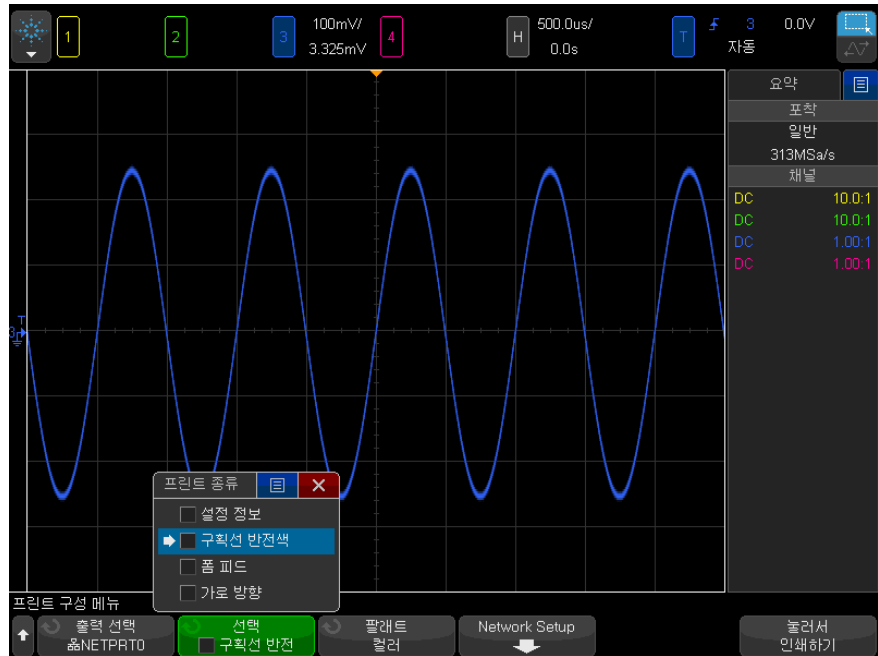 1
2
3
100mV/
3.325mV
4
H
500.0us/
0.0s
T
3
0.0V
자동
요약
포착
일반
313MSa/s
채널
DC 10.0:1
DC 10.0:1
DC 1.00:1
DC 1.00:1
T
3
프린트 종류
설정 정보
구획선 반전색
폼 피드
가로 방향
프린트 구성 메뉴
출력 선택
NETPRT0
선택
구획선 반전
팔래트
컬러
Network Setup
눌러서
인쇄하기